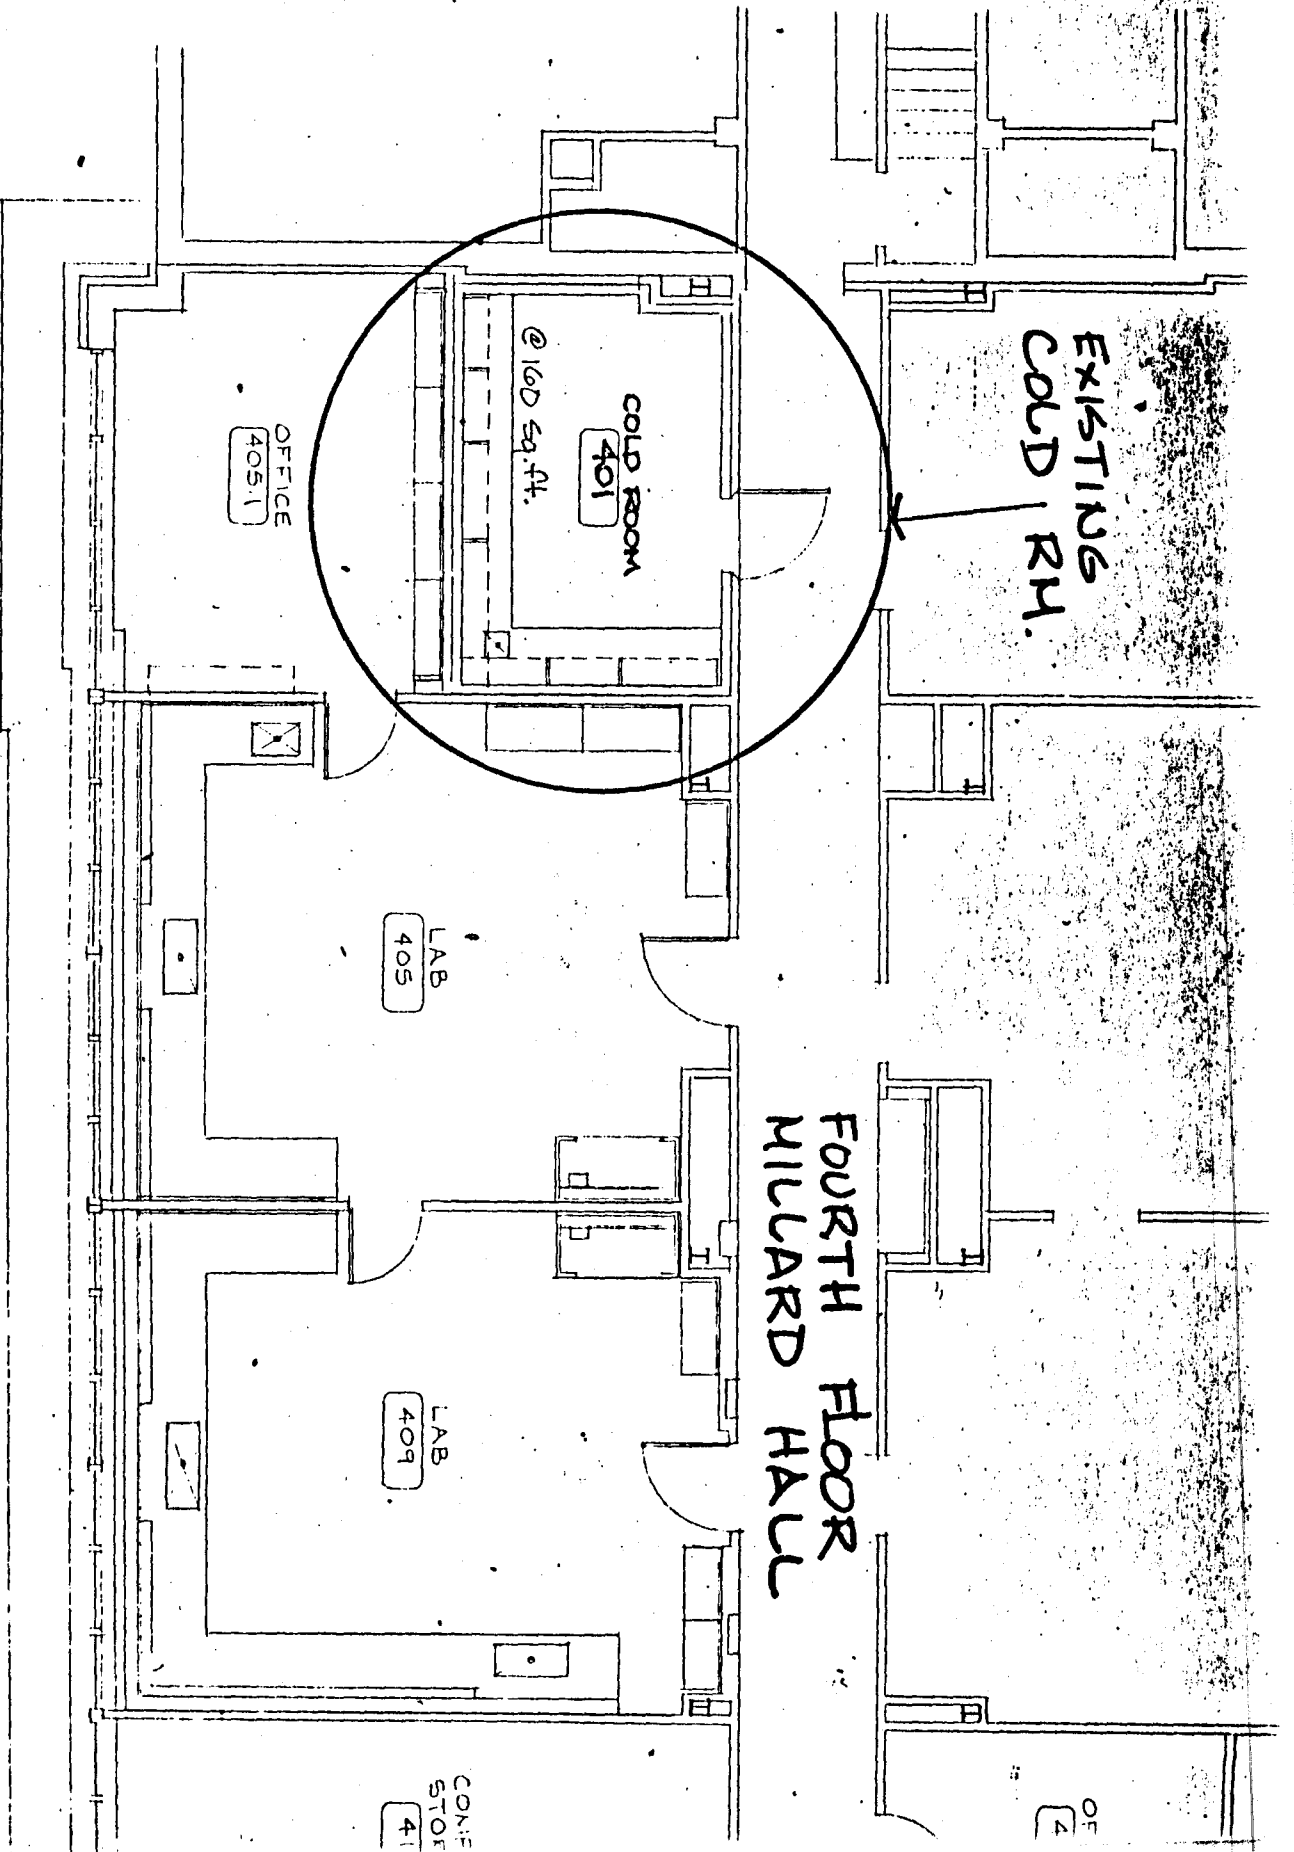 EXISTING
COLD RM.
COLD ROOM
401
@ 160 Sq.ft.
OFFICE
405.1
FOURTH FLOOR
MILLARD HALL
LAB
405
LAB
409